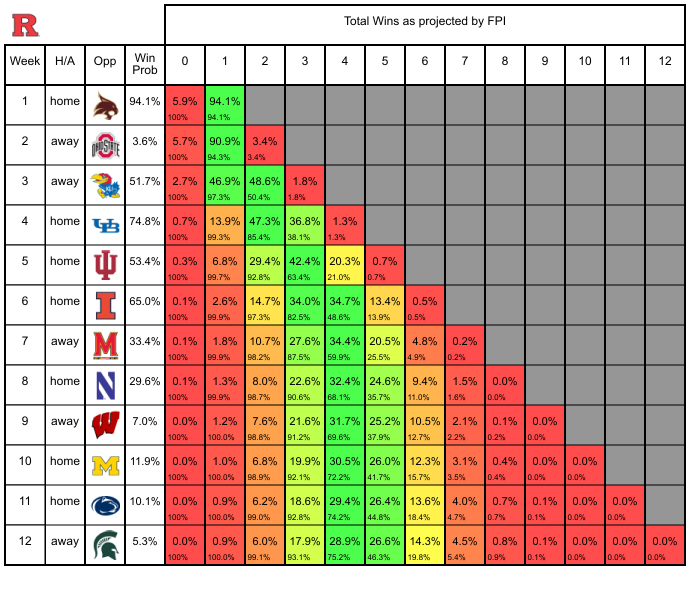 R
Total Wins as projected by FPI
Week H/A Opp Win Prob 0 1 2 3 4 5 6 7 8 9 10 11 12
1 home 94.1% 5.9% 94.1%
100% 94.1%
2 away OHIO STATE 3.6% 5.7% 90.9% 3.4%
100% 94.3% 3.4%
3 away KU 51.7% 2.7% 46.9% 48.6% 1.8%
100% 97.3% 50.4% 1.8%
4 home UB 74.8% 0.7% 13.9% 47.3% 36.8% 1.3%
100% 99.3% 85.4% 38.1% 1.3%
5 home 53.4% 0.3% 6.8% 29.4% 42.4% 20.3% 0.7%
100% 99.7% 92.8% 63.4% 21.0% 0.7%
6 home I 65.0% 0.1% 2.6% 14.7% 34.0% 34.7% 13.4% 0.5%
100% 99.9% 97.3% 82.5% 48.6% 13.9% 0.5%
7 away M 33.4% 0.1% 1.8% 10.7% 27.6% 34.4% 20.5% 4.8% 0.2%
100% 99.9% 98.2% 87.5% 59.9% 25.5% 4.9% 0.2%
8 home N 29.6% 0.1% 1.3% 8.0% 22.6% 32.4% 24.6% 9.4% 1.5% 0.0%
100% 99.9% 98.7% 90.6% 68.1% 35.7% 11.0% 1.6% 0.0%
9 away W 7.0% 0.0% 1.2% 7.6% 21.6% 31.7% 25.2% 10.5% 2.1% 0.1% 0.0%
100% 100.0% 98.8% 91.2% 69.6% 37.9% 12.7% 2.2% 0.2% 0.0%
10 home M 11.9% 0.0% 1.0% 6.8% 19.9% 30.5% 26.0% 12.3% 3.1% 0.4% 0.0% 0.0%
100% 100.0% 98.9% 92.1% 72.2% 41.7% 15.7% 3.5% 0.4% 0.0% 0.0%
11 home 10.1% 0.0% 0.9% 6.2% 18.6% 29.4% 26.4% 13.6% 4.0% 0.7% 0.1% 0.0% 0.0%
100% 100.0% 99.0% 92.8% 74.2% 44.8% 18.4% 4.7% 0.7% 0.1% 0.0% 0.0%
12 away 5.3% 0.0% 0.9% 6.0% 17.9% 28.9% 26.6% 14.3% 4.5% 0.8% 0.1% 0.0% 0.0% 0.0%
100% 100.0% 99.1% 93.1% 75.2% 46.3% 19.8% 5.4% 0.9% 0.1% 0.0% 0.0% 0.0%